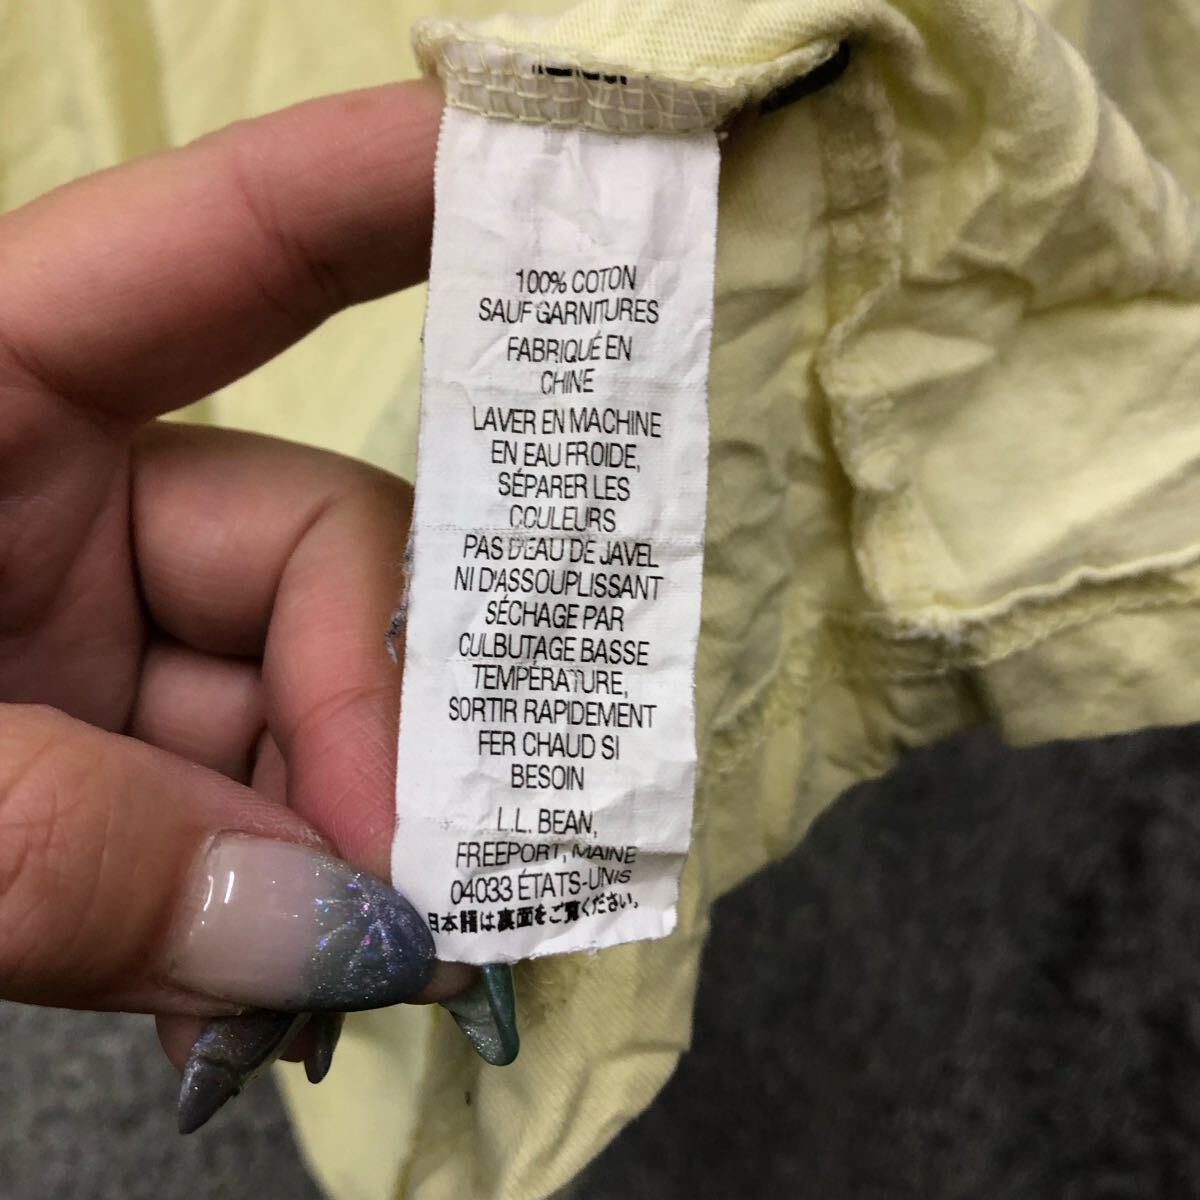 100% COTON
SAUF GARNITURES
FABRIQUÉ EN
CHINE
LAVER EN MACHINE
EN EAU FROIDE,
SÉPARER LES
COULEURS
PAS D'EAU DE JAVEL
NI D'ASSOUPLISSANT
SÉCHAGE PAR
CULBUTAGE BASSE
TEMPÉRATURE,
SORTIR RAPIDEMENT
FER CHAUD SI
BESOIN
L.L. BEAN,
FREEPORT, MAINE
04033 ÉTATS-UNIS
日本語は裏面をご覧ください。